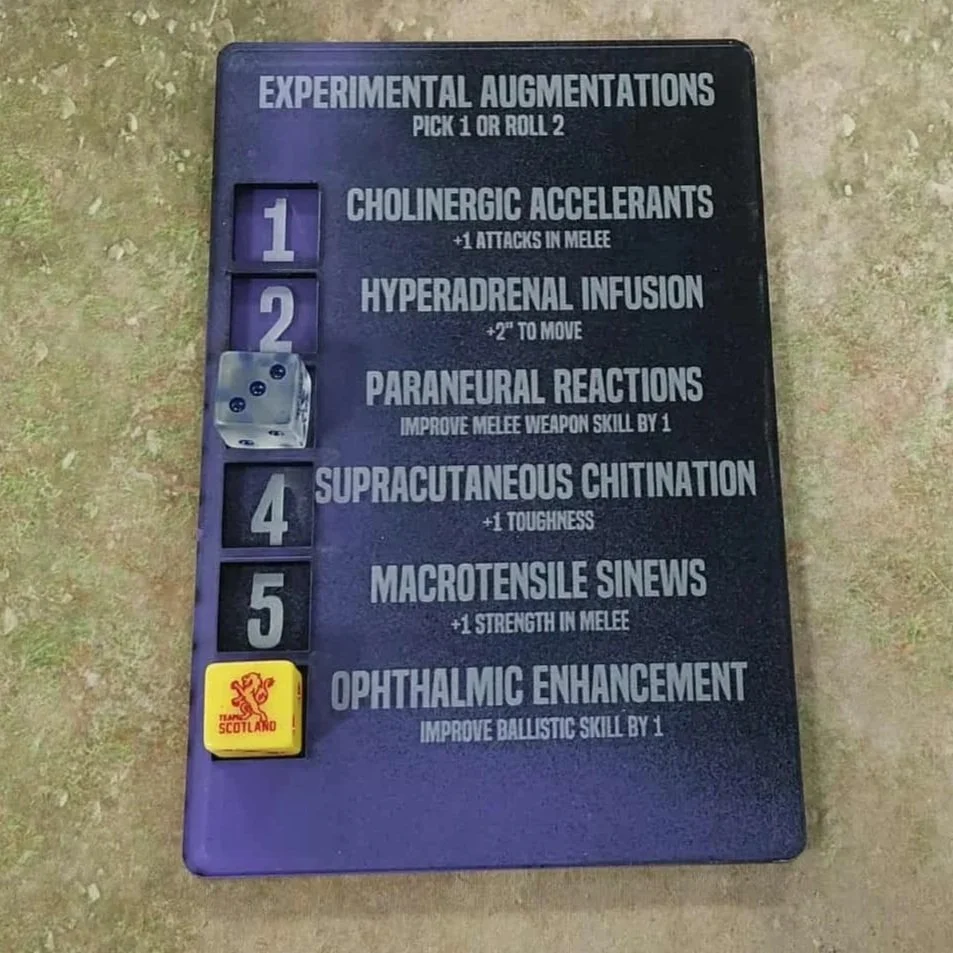 EXPERIMENTAL AUGMENTATIONS
PICK 1 OR ROLL 2
1 CHOLINERGIC ACCELERANTS
+1 ATTACKS IN MELEE
2 HYPERADRENAL INFUSION
+2" TO MOVE
PARANEURAL REACTIONS
IMPROVE MELEE WEAPON SKILL BY 1
4 SUPRACUTANEOUS CHITINATION
+1 TOUGHNESS
5 MACROTENSILE SINEWS
+1 STRENGTH IN MELEE
OPHTHALMIC ENHANCEMENT
IMPROVE BALLISTIC SKILL BY 1
TEAM
SCOTLAND